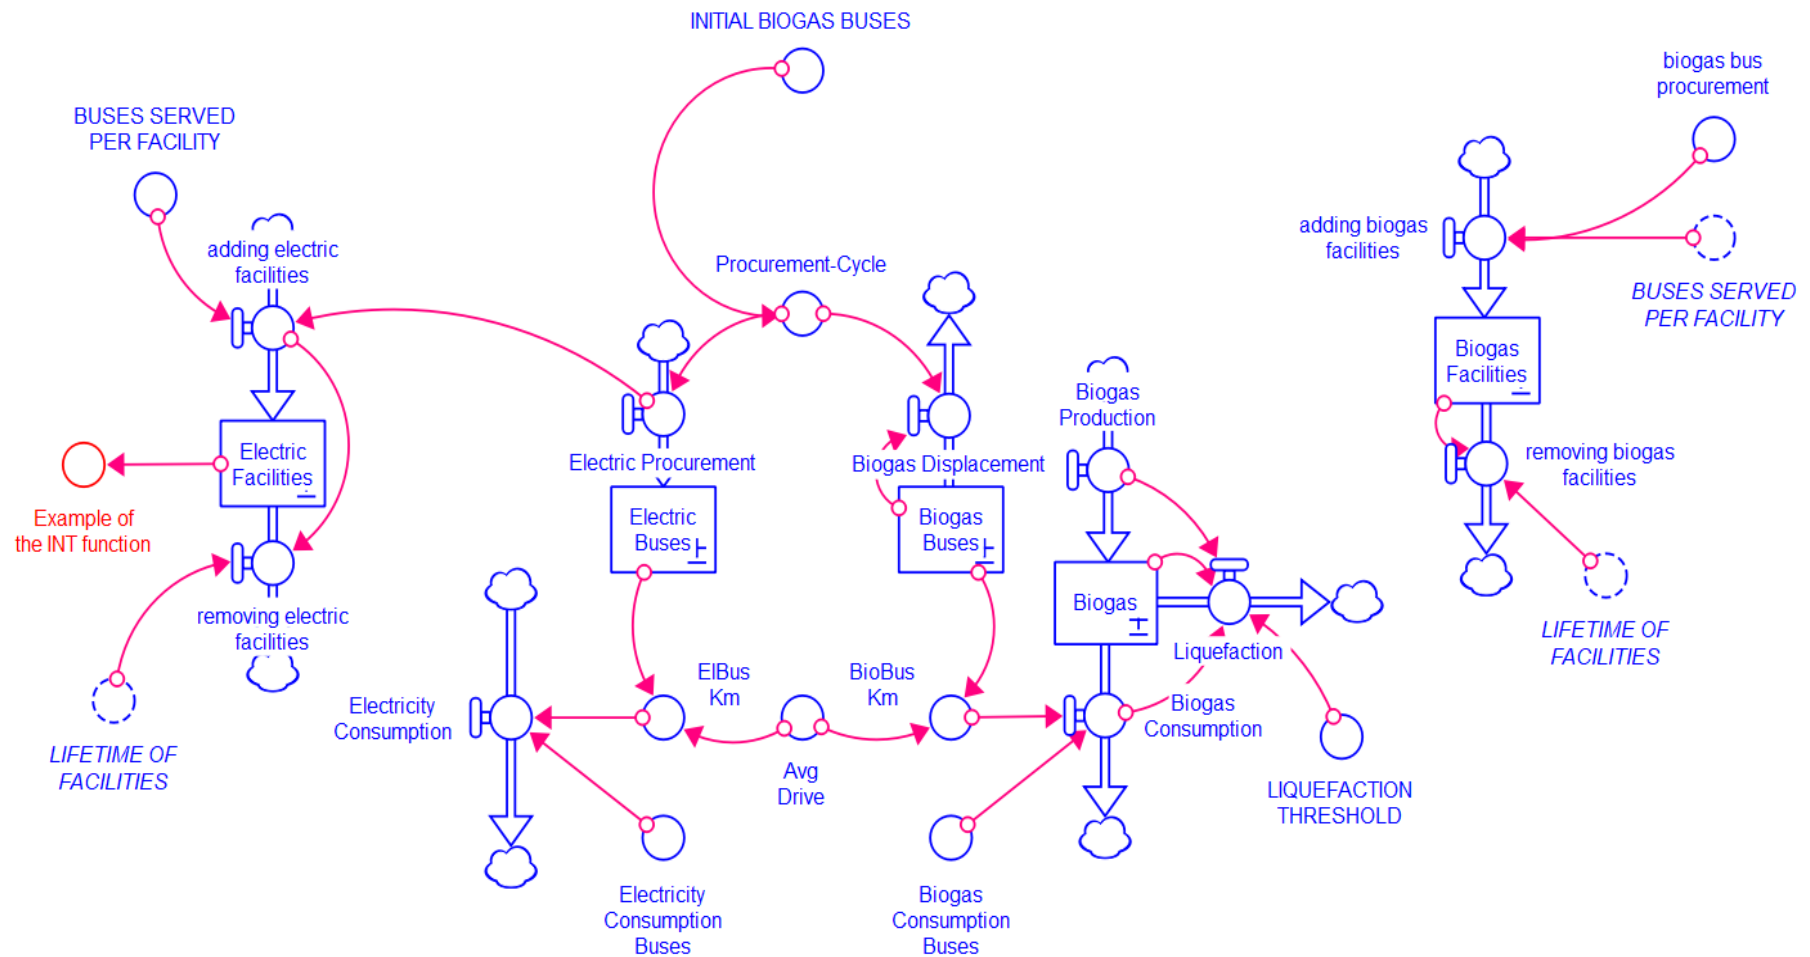 INITIAL BIOGAS BUSES
biogas bus
procurement
BUSES SERVED
PER FACILITY
adding electric
facilities
adding biogas
facilities
Procurement-Cycle
BUSES SERVED
PER FACILITY
Biogas
Facilities
Biogas
Production
Electric
Facilities
Electric Procurement
Biogas Displacement
removing biogas
facilities
Example of
the INT function
Electric
Buses
Biogas
Buses
Biogas
removing electric
facilities
Liquefaction
LIFETIME OF
FACILITIES
ElBus
Km
BioBus
Km
Electricity
Consumption
Biogas
Consumption
LIFETIME OF
FACILITIES
Avg
Drive
LIQUEFACTION
THRESHOLD
Electricity
Consumption
Buses
Biogas
Consumption
Buses